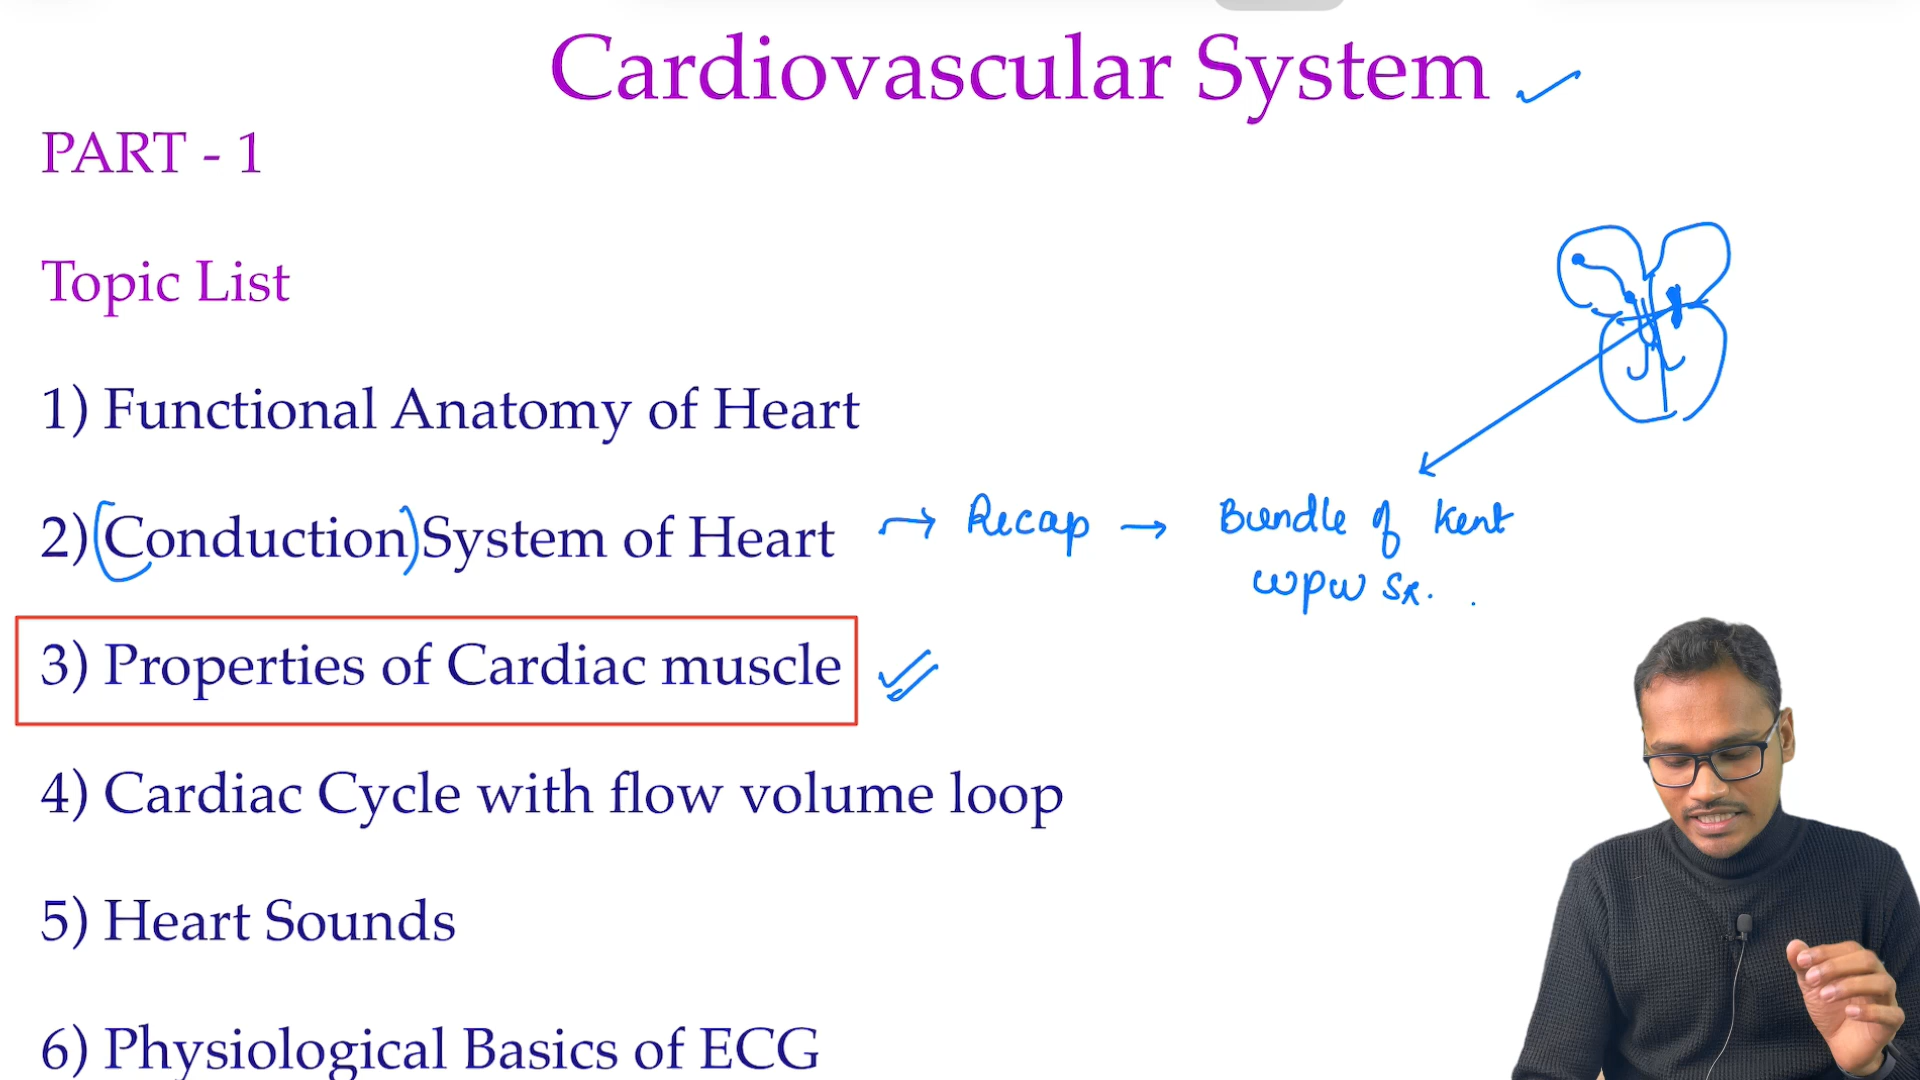 Cardiovascular System
PART - 1
Topic List
1) Functional Anatomy of Heart
2) (Conduction) System of Heart → Recap → Bundle of Kent
WPW Sx.
3) Properties of Cardiac muscle
4) Cardiac Cycle with flow volume loop
5) Heart Sounds
6) Physiological Basics of ECG